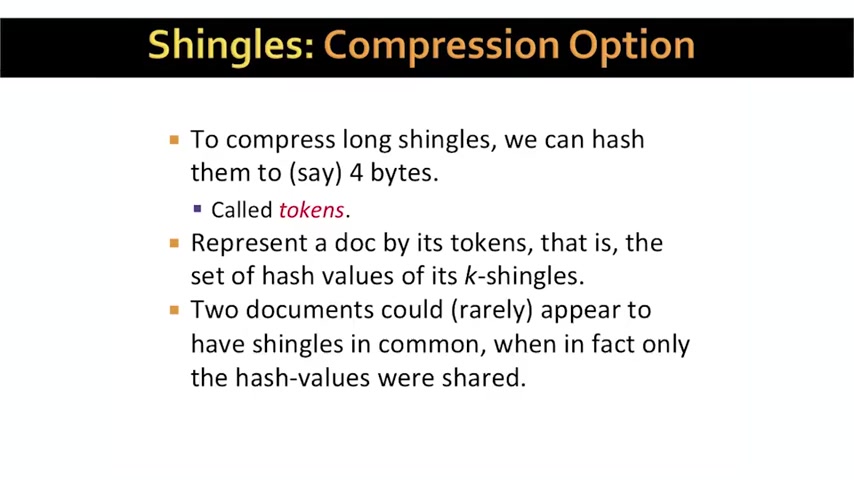 Shingles: Compression Option
To compress long shingles, we can hash
them to (say) 4 bytes.
Called tokens.
Represent a doc by its tokens, that is, the
set of hash values of its k-shingles.
Two documents could (rarely) appear to
have shingles in common, when in fact only
the hash-values were shared.